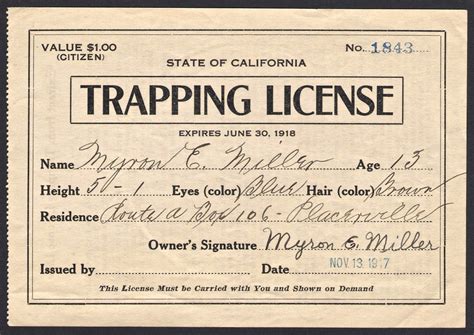 VALUE $1.00 No. 1843
(CITIZEN)
STATE OF CALIFORNIA
TRAPPING LICENSE
EXPIRES JUNE 30, 1918
Name Myron E. Miller Age 13
Height 5-1 Eyes (color) Blue Hair (color) Brown
Residence Route a Box 106 - Placerville
Owner's Signature Myron E. Miller
Issued by Date NOV 13 1917
This License Must be Carried with You and Shown on Demand